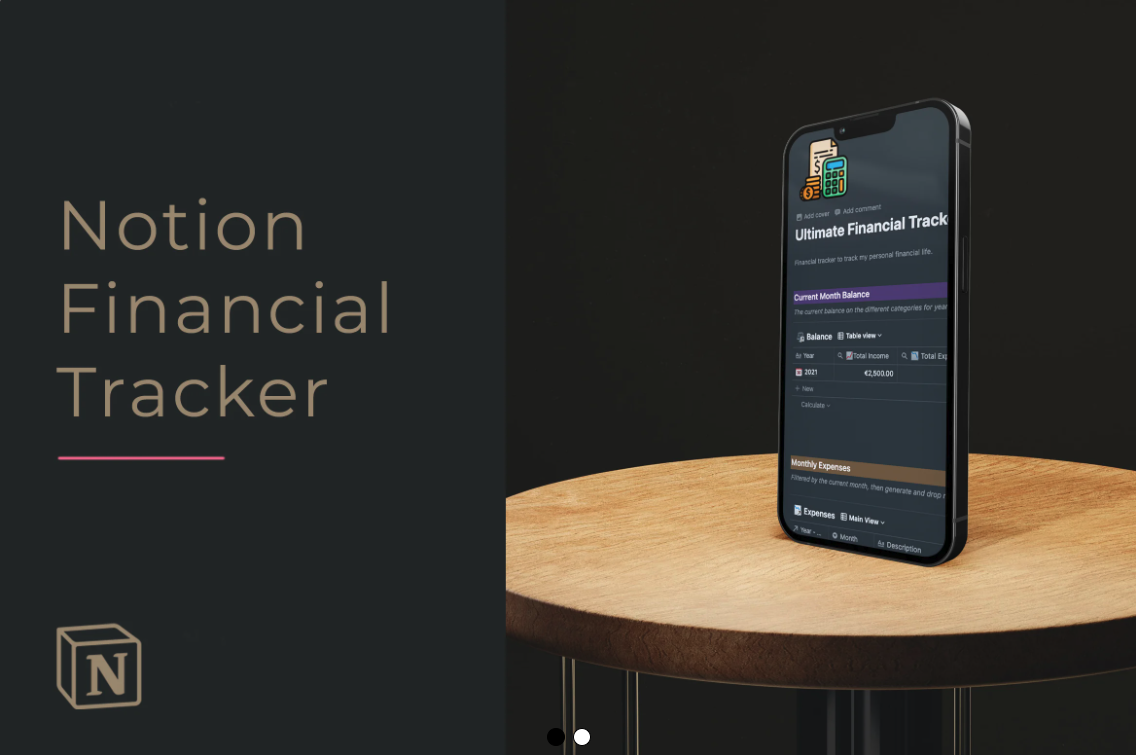 Notion
Financial
Tracker
N
Add cover Add comment
Ultimate Financial Track
Financial tracker to track my personal financial life.
Current Month Balance
The current balance on the different categories for year
Balance Table view
Aa Year Total Income Total Exp
2021 €2,500.00
+ New
Calculate
Monthly Expenses
Filtered by the current month, then generate and drop
Expenses Main View
Year - .. Month Aa Description